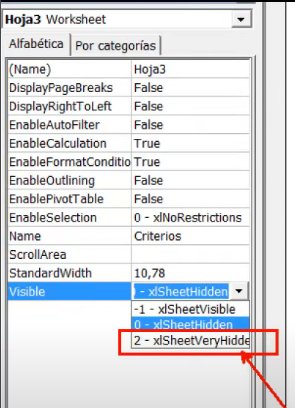 Hoja3 Worksheet
Alfabética Por categorías
(Name) Hoja3
DisplayPageBreaks False
DisplayRightToLeft False
EnableAutoFilter False
EnableCalculation True
EnableFormatConditio True
EnableOutlining False
EnablePivotTable False
EnableSelection 0 - xlNoRestrictions
Name Criterios
ScrollArea
StandardWidth 10,78
Visible - xlSheetHidden
-1 - xlSheetVisible
0 - xlSheetHidden
2 - xlSheetVeryHidde